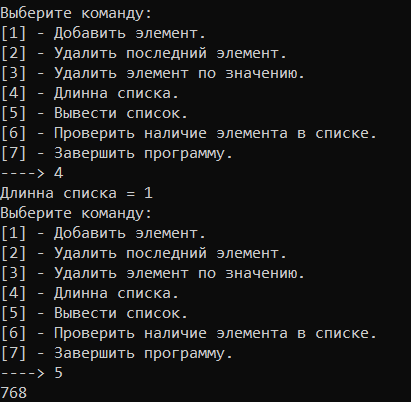 Выберите команду:
[1] - Добавить элемент.
[2] - Удалить последний элемент.
[3] - Удалить элемент по значению.
[4] - Длинна списка.
[5] - Вывести список.
[6] - Проверить наличие элемента в списке.
[7] - Завершить программу.
----> 4
Длинна списка = 1
Выберите команду:
[1] - Добавить элемент.
[2] - Удалить последний элемент.
[3] - Удалить элемент по значению.
[4] - Длинна списка.
[5] - Вывести список.
[6] - Проверить наличие элемента в списке.
[7] - Завершить программу.
----> 5
768